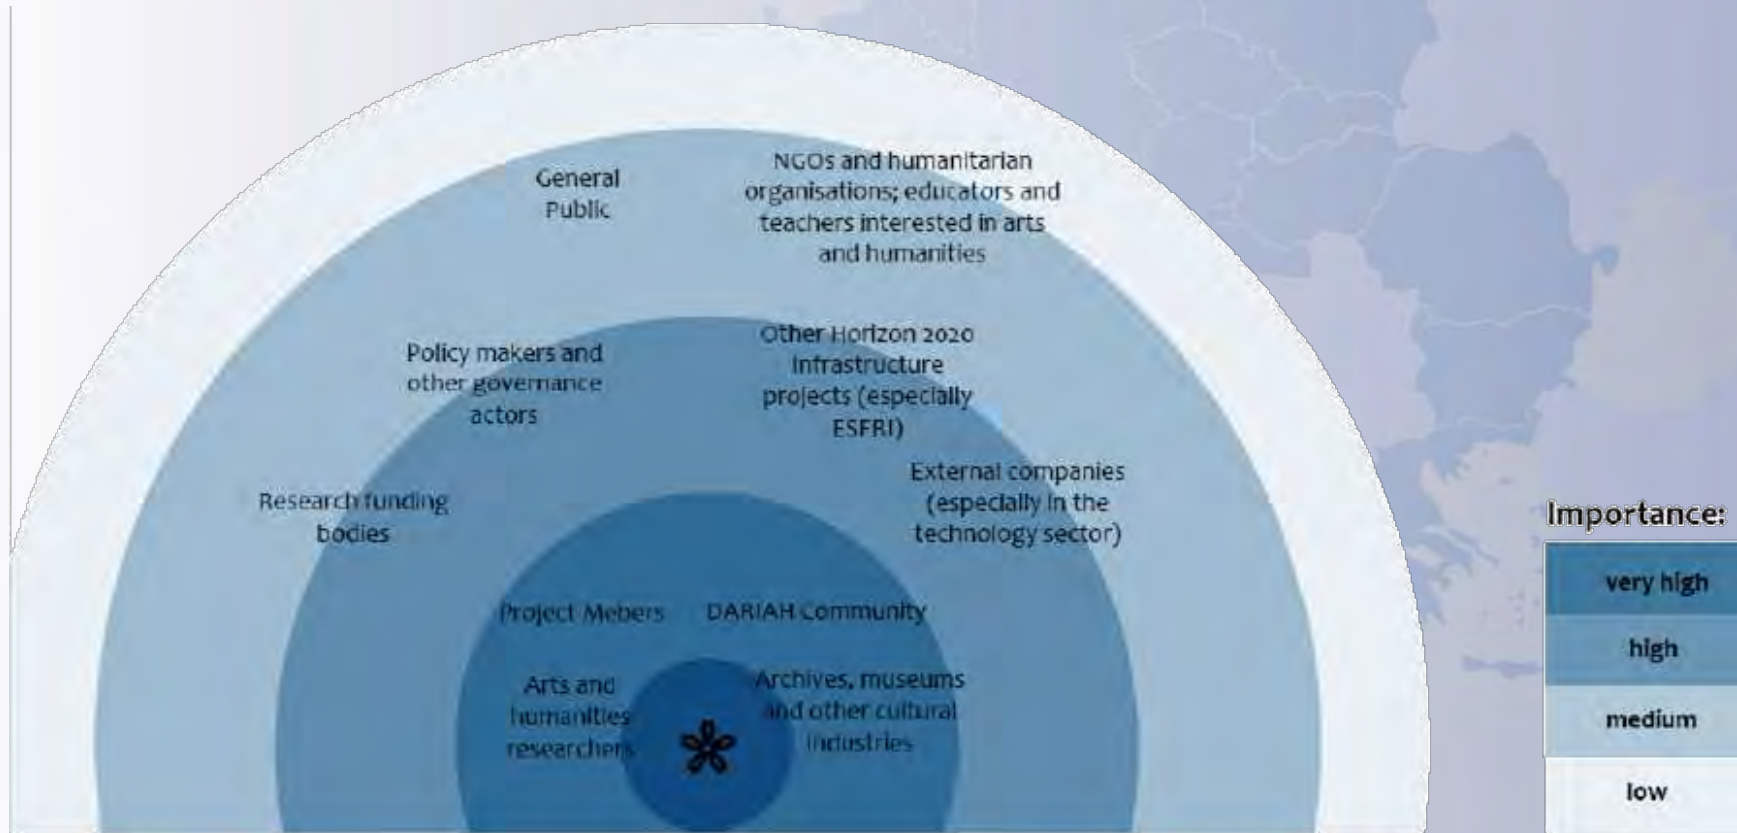 General
Public
NGOs and humanitarian
organisations; educators and
teachers interested in arts
and humanities
Policy makers and
other governance
actors
Other Horizon 2020
infrastructure
projects (especially
ESFRI)
Research funding
bodies
External companies
(especially in the
technology sector)
Project Mebers
DARIAH Community
Arts and
humanities
researchers
Archives, museums
and other cultural
industries
Importance:
very high
high
medium
low